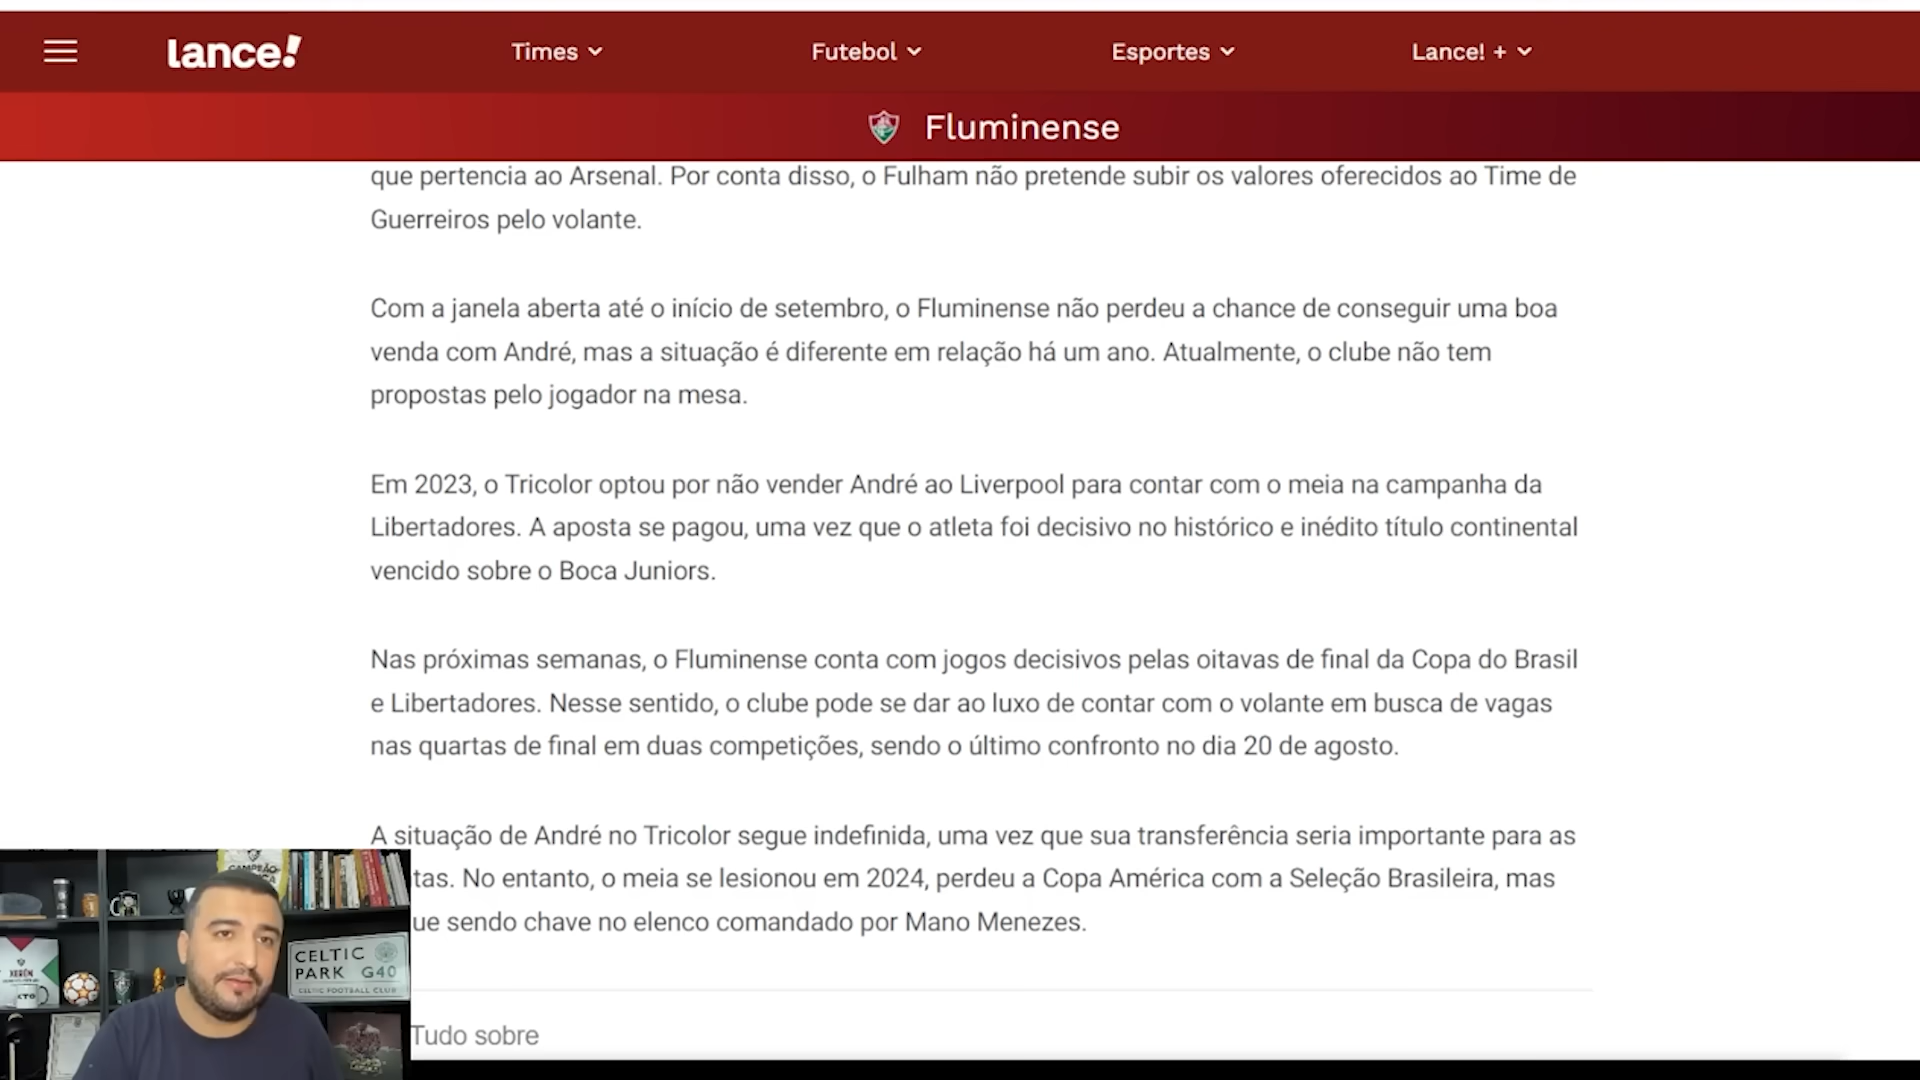 lance!
Times
Futebol
Esportes
Lance! +
Fluminense
que pertencia ao Arsenal. Por conta disso, o Fulham não pretende subir os valores oferecidos ao Time de
Guerreiros pelo volante.
Com a janela aberta até o início de setembro, o Fluminense não perdeu a chance de conseguir uma boa
venda com André, mas a situação é diferente em relação há um ano. Atualmente, o clube não tem
propostas pelo jogador na mesa.
Em 2023, o Tricolor optou por não vender André ao Liverpool para contar com o meia na campanha da
Libertadores. A aposta se pagou, uma vez que o atleta foi decisivo no histórico e inédito título continental
vencido sobre o Boca Juniors.
Nas próximas semanas, o Fluminense conta com jogos decisivos pelas oitavas de final da Copa do Brasil
e Libertadores. Nesse sentido, o clube pode se dar ao luxo de contar com o volante em busca de vagas
nas quartas de final em duas competições, sendo o último confronto no dia 20 de agosto.
A situação de André no Tricolor segue indefinida, uma vez que sua transferência seria importante para as
tas. No entanto, o meia se lesionou em 2024, perdeu a Copa América com a Seleção Brasileira, mas
ue sendo chave no elenco comandado por Mano Menezes.
Tudo sobre
CELTIC
PARK G40
CELTIC FOOTBALL CLUB
XERÉM
KTO